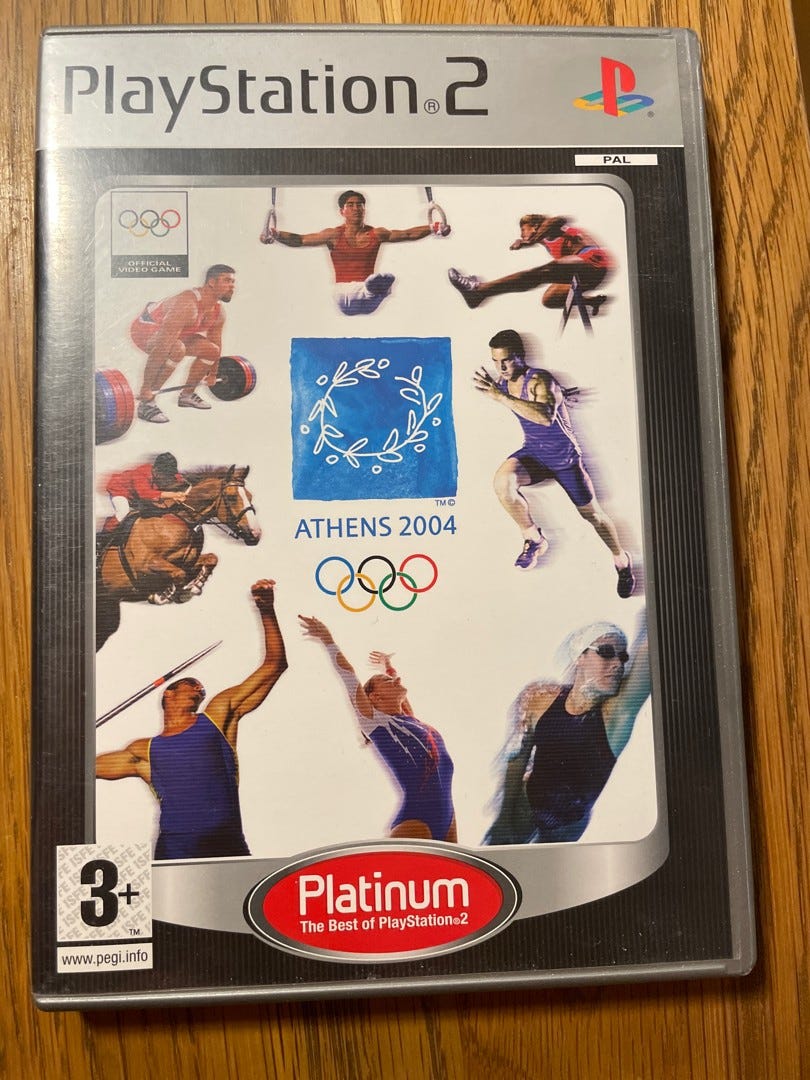 PlayStation®2
PAL
OFFICIAL
VIDEO GAME
TM©
ATHENS 2004
3+
TM
www.pegi.info
Platinum
The Best of PlayStation®2